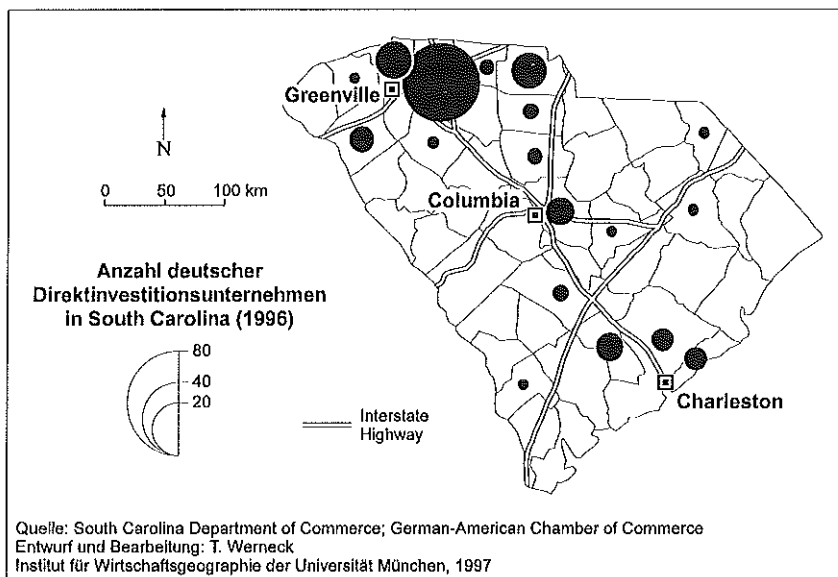 Greenville
N
0 50 100 km
Columbia
Anzahl deutscher
Direktinvestitionsunternehmen
in South Carolina (1996)
80
40
20
Interstate
Highway
Charleston
Quelle: South Carolina Department of Commerce; German-American Chamber of Commerce
Entwurf und Bearbeitung: T. Werneck
Institut für Wirtschaftsgeographie der Universität München, 1997